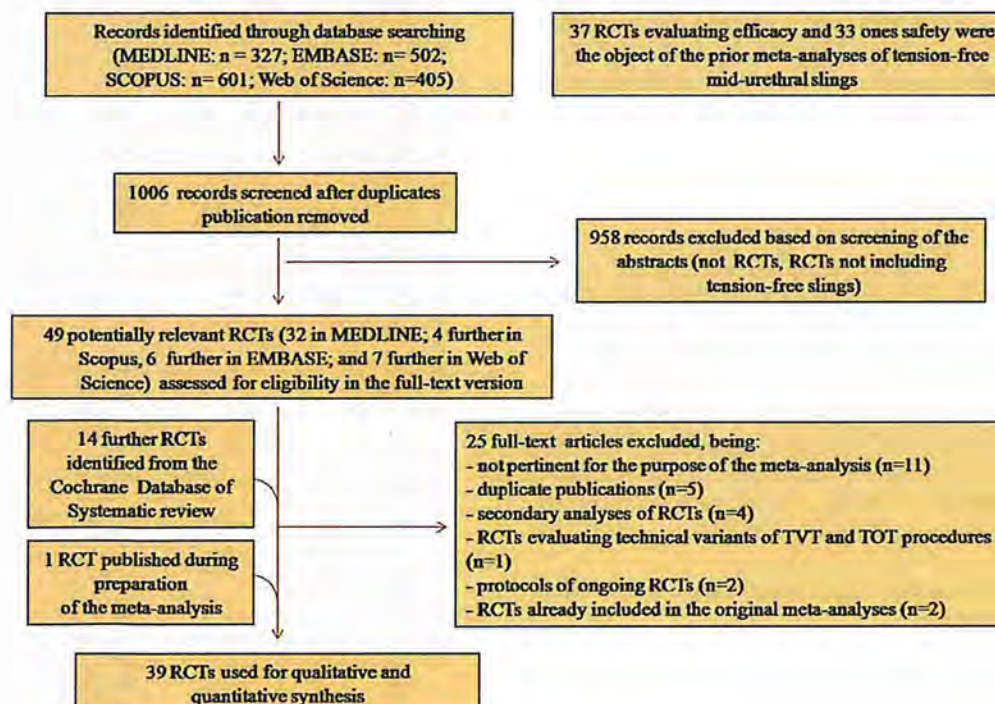 Records identified through database searching
(MEDLINE: n = 327; EMBASE: n= 502;
SCOPUS: n= 601; Web of Science: n=405)
37 RCTs evaluating efficacy and 33 ones safety were
the object of the prior meta-analyses of tension-free
mid-urethral slings
1006 records screened after duplicates
publication removed
958 records excluded based on screening of the
abstracts (not RCTs, RCTs not including
tension-free slings)
49 potentially relevant RCTs (32 in MEDLINE; 4 further in
Scopus, 6 further in EMBASE; and 7 further in Web of
Science) assessed for eligibility in the full-text version
14 further RCTs
identified from the
Cochrane Database of
Systematic review
1 RCT published during
preparation
of the meta-analysis
25 full-text articles excluded, being:
- not pertinent for the purpose of the meta-analysis (n=11)
- duplicate publications (n=5)
- secondary analyses of RCTs (n=4)
- RCTs evaluating technical variants of TVT and TOT procedures
(n=1)
- protocols of ongoing RCTs (n=2)
- RCTs already included in the original meta-analyses (n=2)
39 RCTs used for qualitative and
quantitative synthesis